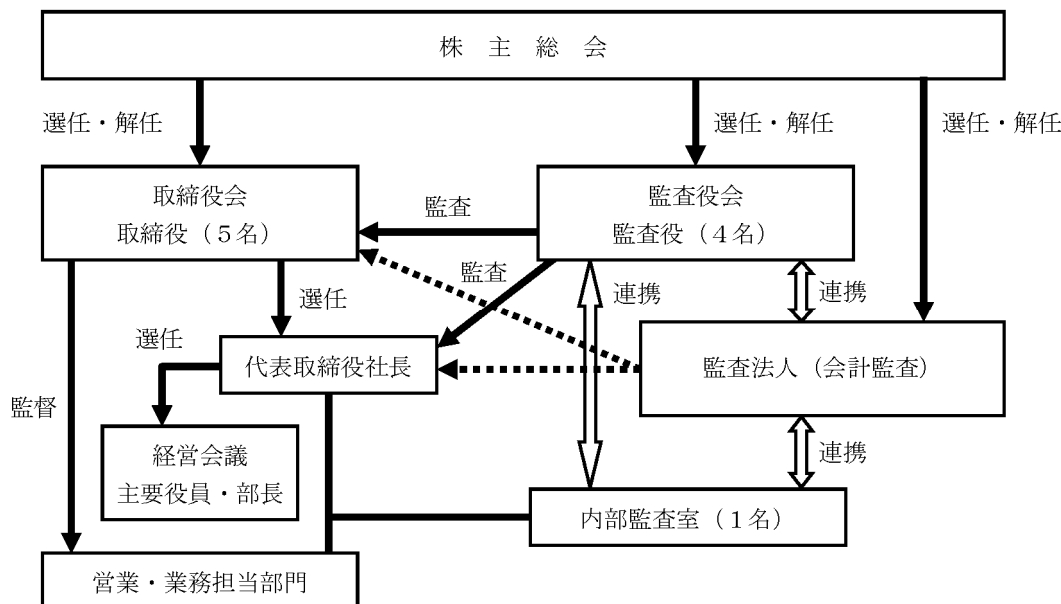 株　主　総　会
選任・解任
選任・解任
選任・解任
取締役会
取締役（５名）
監査
監査役会
監査役（４名）
監査
選任
連携
連携
選任
代表取締役社長
監査法人（会計監査）
監督
経営会議
主要役員・部長
連携
内部監査室（１名）
営業・業務担当部門